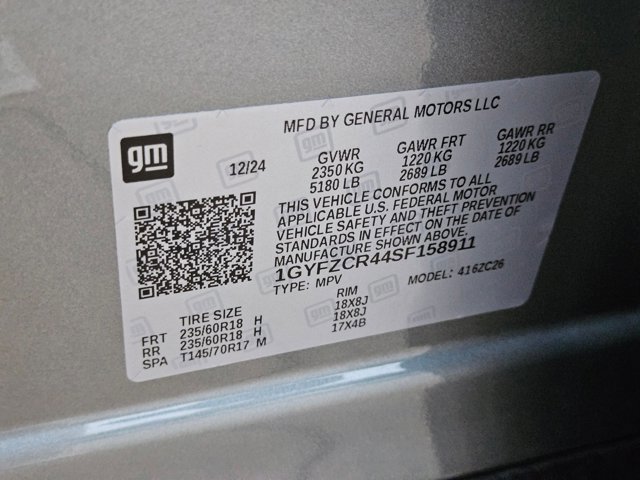 MFD BY GENERAL MOTORS LLC
gm
12/24 GVWR GAWR FRT GAWR RR
2350 KG 1220 KG 1220 KG
5180 LB 2689 LB 2689 LB
THIS VEHICLE CONFORMS TO ALL
APPLICABLE U.S. FEDERAL MOTOR
VEHICLE SAFETY AND THEFT PREVENTION
STANDARDS IN EFFECT ON THE DATE OF
MANUFACTURE SHOWN ABOVE.
1GYFZCR44SF158911
TYPE: MPV MODEL: 416ZC26
TIRE SIZE RIM
FRT 235/60R18 H 18X8J
RR 235/60R18 H 18X8J
SPA T145/70R17 M 17X4B